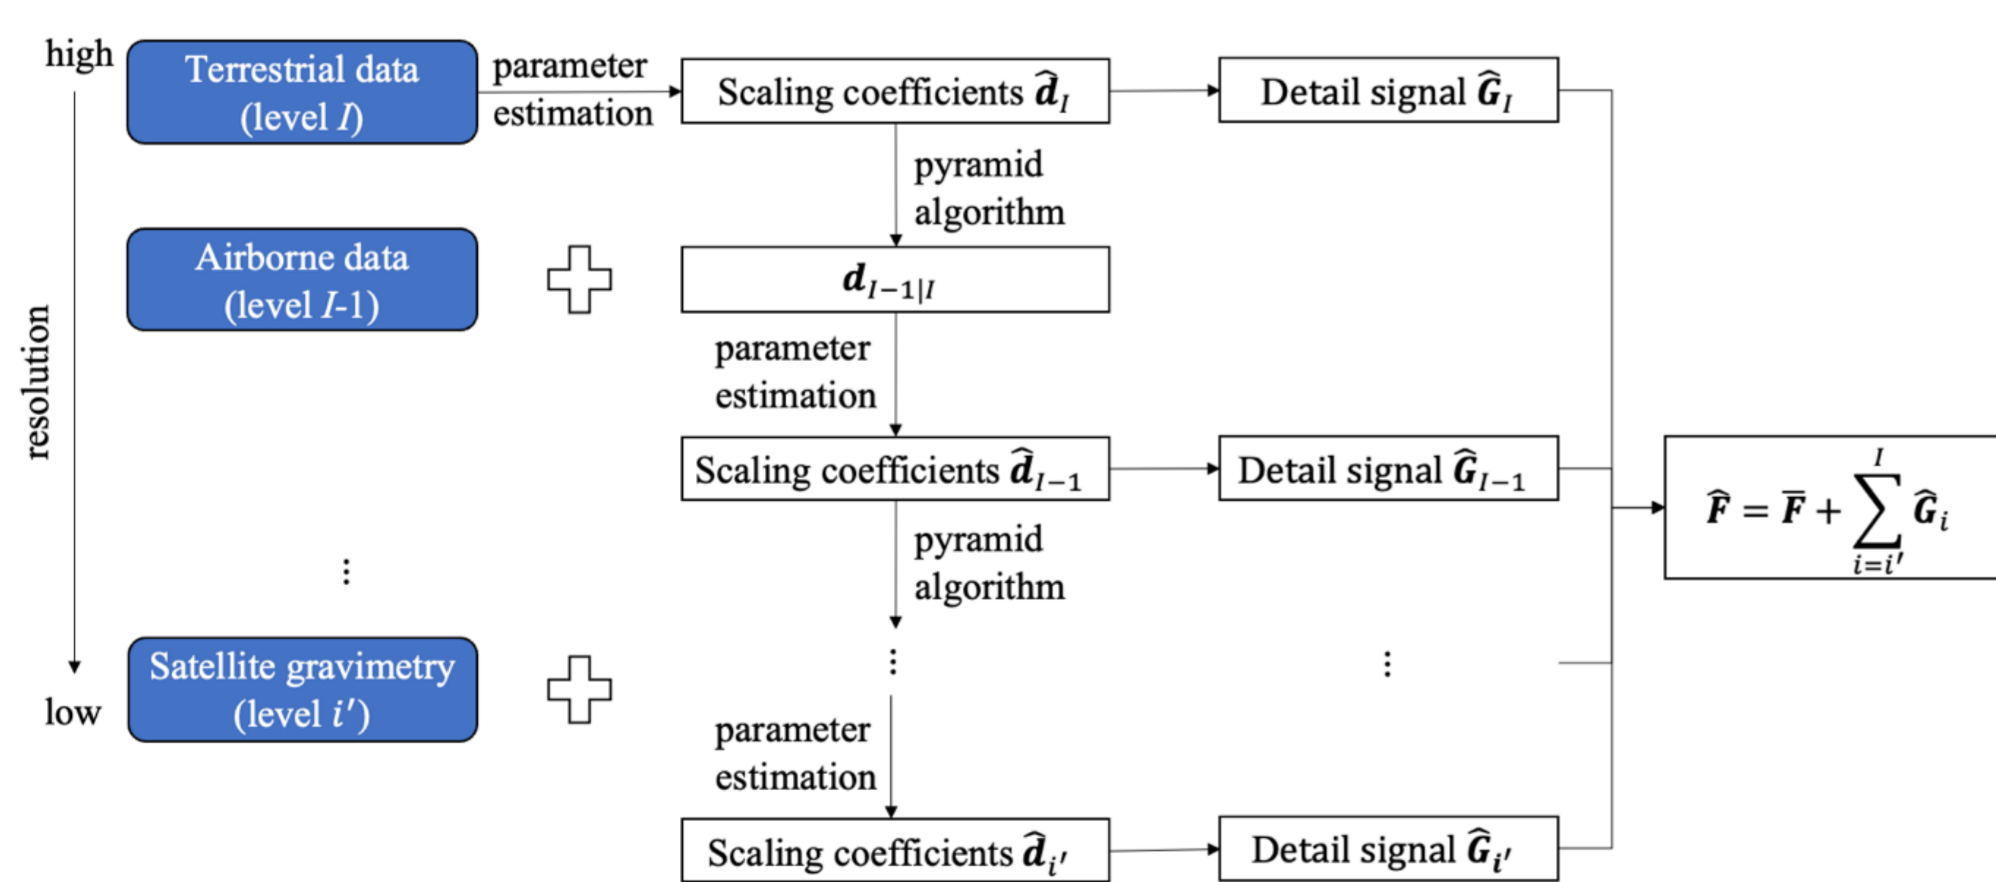 high
Terrestrial data
(level I)
parameter
estimation
Scaling coefficients d̂_I
Detail signal Ĝ_I
pyramid
algorithm
Airborne data
(level I-1)
d_{I−1|I}
resolution
parameter
estimation
Scaling coefficients d̂_{I−1}
Detail signal Ĝ_{I−1}
F̂ = F̄ + ∑_{i=i′}^{I} Ĝ_i
pyramid
algorithm
⋮
Satellite gravimetry
(level i′)
low
⋮
⋮
parameter
estimation
Scaling coefficients d̂_{i′}
Detail signal Ĝ_{i′}